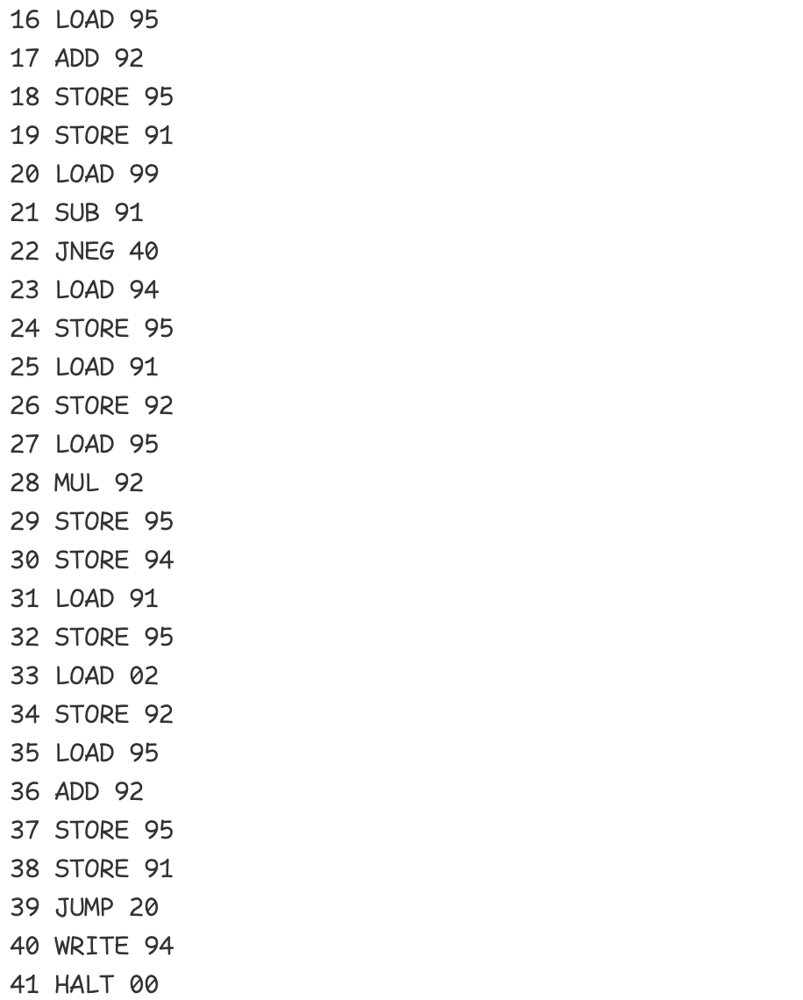 16 LOAD 95
17 ADD 92
18 STORE 95
19 STORE 91
20 LOAD 99
21 SUB 91
22 JNEG 40
23 LOAD 94
24 STORE 95
25 LOAD 91
26 STORE 92
27 LOAD 95
28 MUL 92
29 STORE 95
30 STORE 94
31 LOAD 91
32 STORE 95
33 LOAD 02
34 STORE 92
35 LOAD 95
36 ADD 92
37 STORE 95
38 STORE 91
39 JUMP 20
40 WRITE 94
41 HALT 00